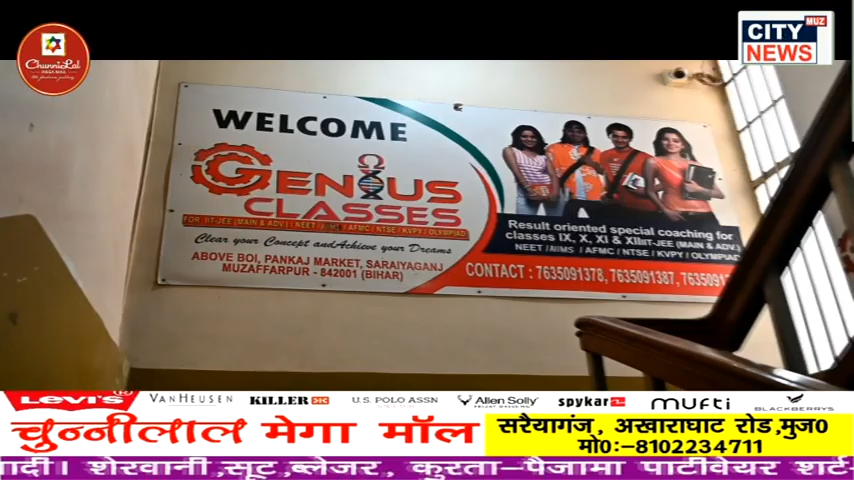 ChunniLal
MEGA MALL
CITY MUZ
NEWS
WELCOME
GENIUS
CLASSES
FOR IIT-JEE (MAIN & ADV.) / NEET / AIIMS / AFMC / NTSE / KVPY / OLYMPIAD
Clear your Concept and Achieve your Dreams
ABOVE BOI, PANKAJ MARKET, SARAIYAGANJ
MUZAFFARPUR - 842001 (BIHAR)
Result oriented special coaching for
classes IX, X, XI & XII IIT-JEE (MAIN & ADV.)
NEET / AIIMS / AFMC / NTSE / KVPY / OLYMPIAD
CONTACT : 7635091378, 7635091387, 763509
LEVI'S® VAN HEUSEN KILLER U.S. POLO ASSN Allen Solly spykar mufti BLACKBERRYS
चुन्नीलाल मेगा मॉल
सरैयागंज, अखाराघाट रोड,मुज0
मो0:-8102234711
ादी। शेरवानी,सूट,ब्लेजर, कुरता-पैजामा पार्टीवेयर शर्ट-